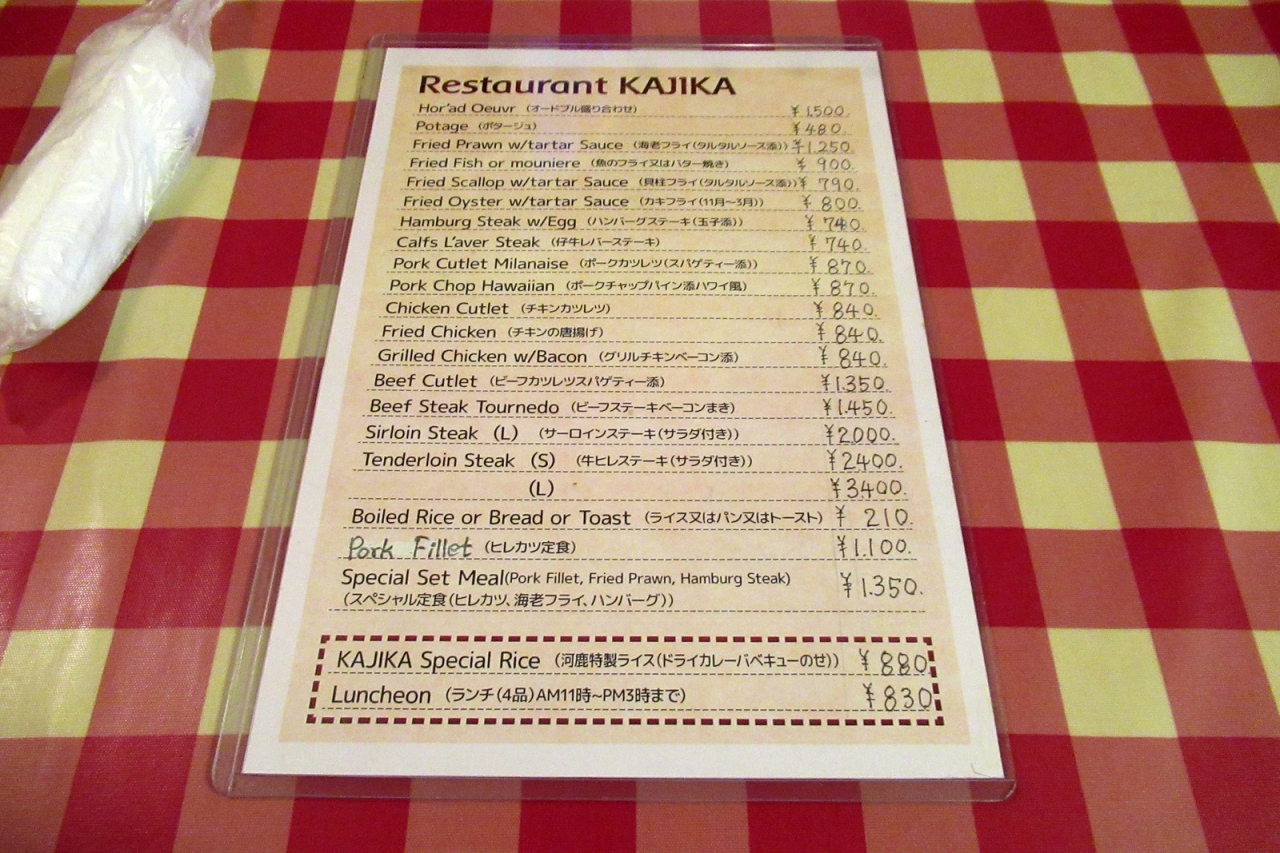 Restaurant KAJIKA
Hor'ad Oeuvr (オードブル盛り合わせ) ¥1,500.
Potage (ポタージュ) ¥480.
Fried Prawn w/tartar Sauce (海老フライ(タルタルソース添)) ¥1,250.
Fried Fish or mouniere (魚のフライ又はバター焼き) ¥900.
Fried Scallop w/tartar Sauce (貝柱フライ(タルタルソース添)) ¥790.
Fried Oyster w/tartar Sauce (カキフライ(11月~3月)) ¥800.
Hamburg Steak w/Egg (ハンバーグステーキ(玉子添)) ¥740.
Calfs L'aver Steak (仔牛レバーステーキ) ¥740.
Pork Cutlet Milanaise (ポークカツレツ(スパゲティー添)) ¥870.
Pork Chop Hawaiian (ポークチャップパイン添ハワイ風) ¥870.
Chicken Cutlet (チキンカツレツ) ¥840.
Fried Chicken (チキンの唐揚げ) ¥840.
Grilled Chicken w/Bacon (グリルチキンベーコン添) ¥840.
Beef Cutlet (ビーフカツレツスパゲティー添) ¥1.350.
Beef Steak Tournedo (ビーフステーキベーコンまき) ¥1.450.
Sirloin Steak (L) (サーロインステーキ(サラダ付き)) ¥2000.
Tenderloin Steak (S) (牛ヒレステーキ(サラダ付き)) ¥2400.
(L) ¥3400.
Boiled Rice or Bread or Toast (ライス又はパン又はトースト) ¥210.
Pork Fillet (ヒレカツ定食) ¥1.100.
Special Set Meal(Pork Fillet, Fried Prawn, Hamburg Steak) ¥1.350.
(スペシャル定食(ヒレカツ、海老フライ、ハンバーグ))
KAJIKA Special Rice (河鹿特製ライス(ドライカレーバベキューのせ)) ¥880
Luncheon (ランチ(4品)AM11時~PM3時まで) ¥830